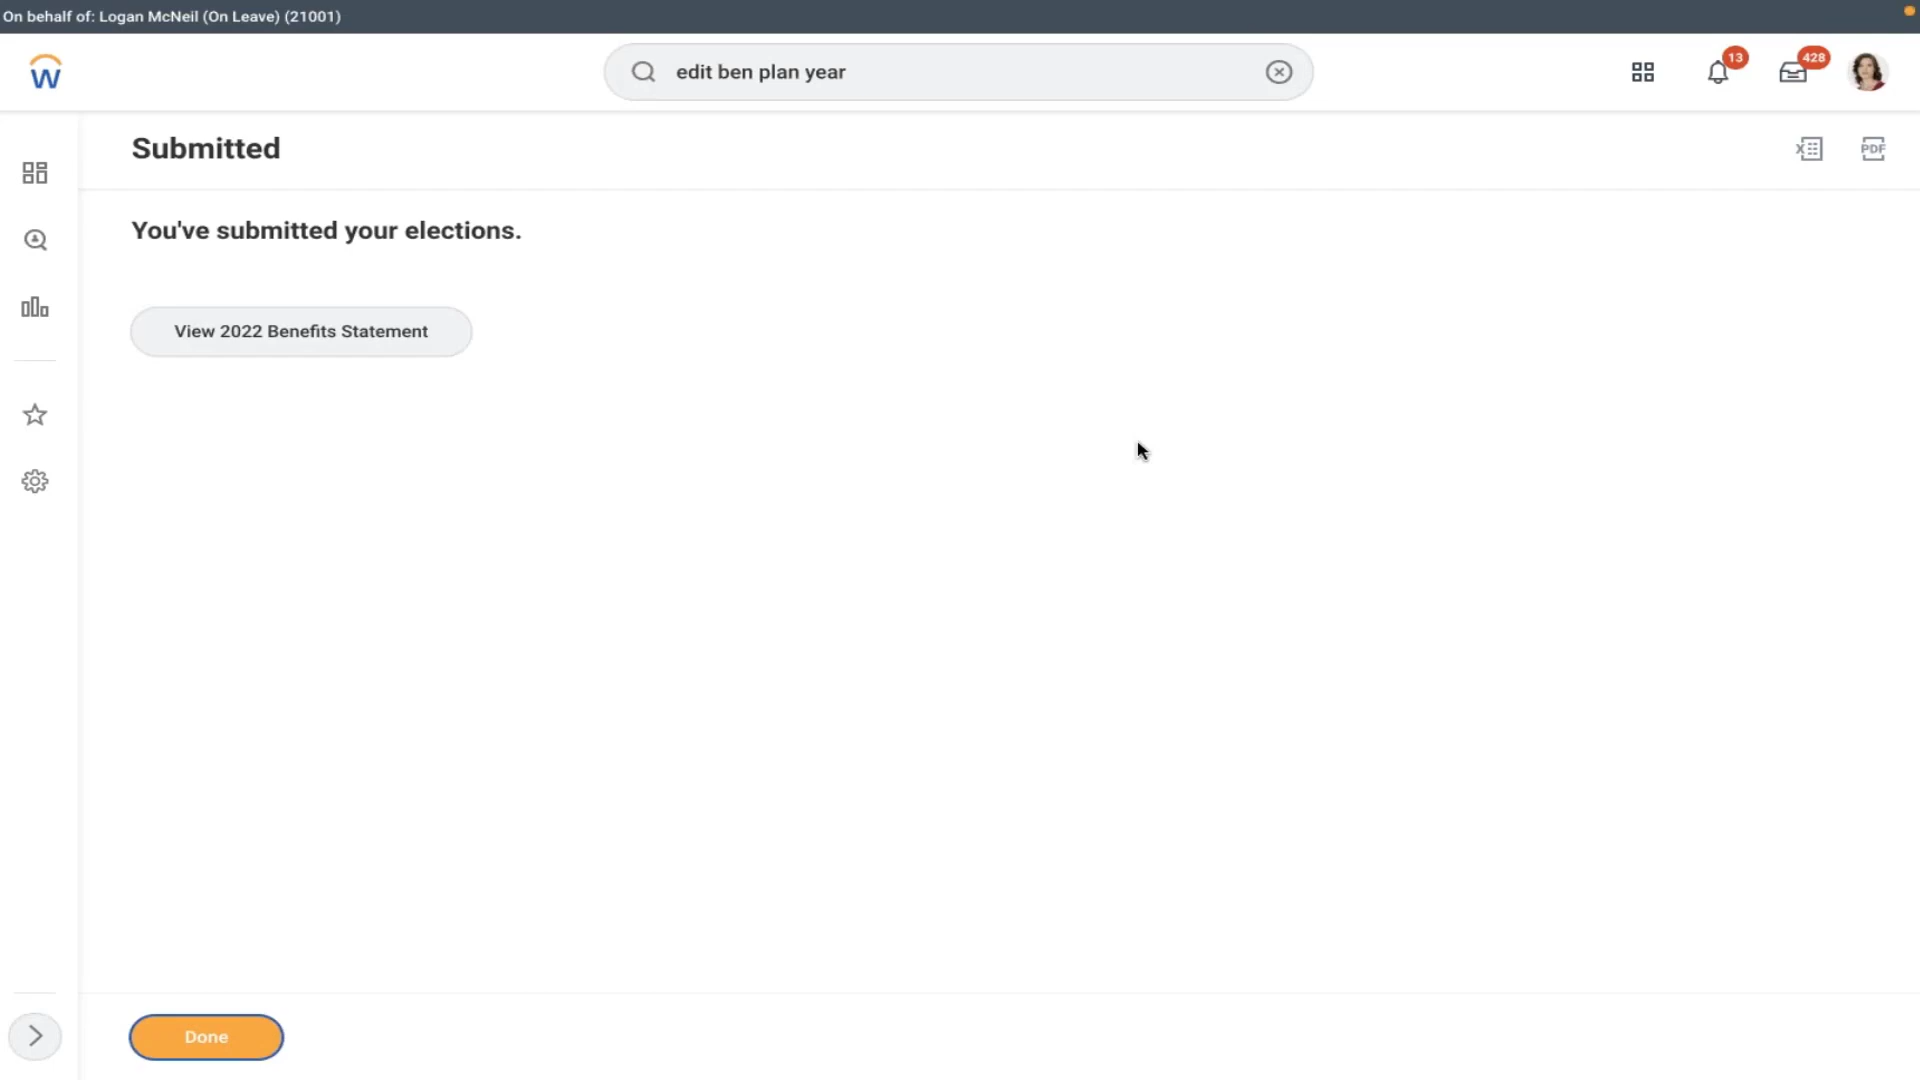 On behalf of: Logan McNeil (On Leave) (21001)
W
edit ben plan year
13
428
Submitted
X
PDF
You've submitted your elections.
View 2022 Benefits Statement
Done